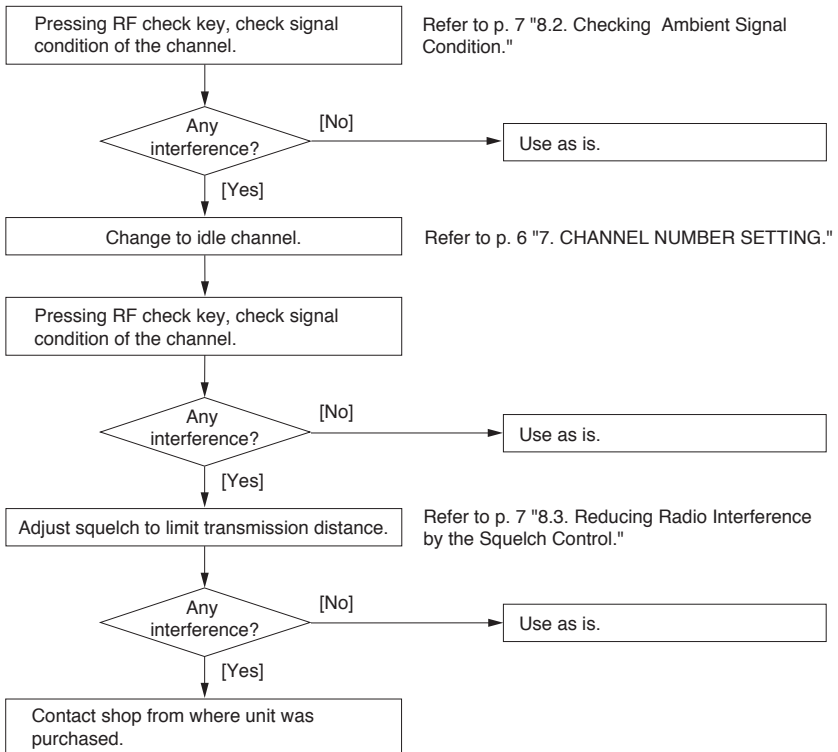 Pressing RF check key, check signal
condition of the channel.
Refer to p. 7 "8.2. Checking Ambient Signal
Condition."
Any
interference?
[No]
Use as is.
[Yes]
Change to idle channel.
Refer to p. 6 "7. CHANNEL NUMBER SETTING."
Pressing RF check key, check signal
condition of the channel.
Any
interference?
[No]
Use as is.
[Yes]
Adjust squelch to limit transmission distance.
Refer to p. 7 "8.3. Reducing Radio Interference
by the Squelch Control."
Any
interference?
[No]
Use as is.
[Yes]
Contact shop from where unit was
purchased.